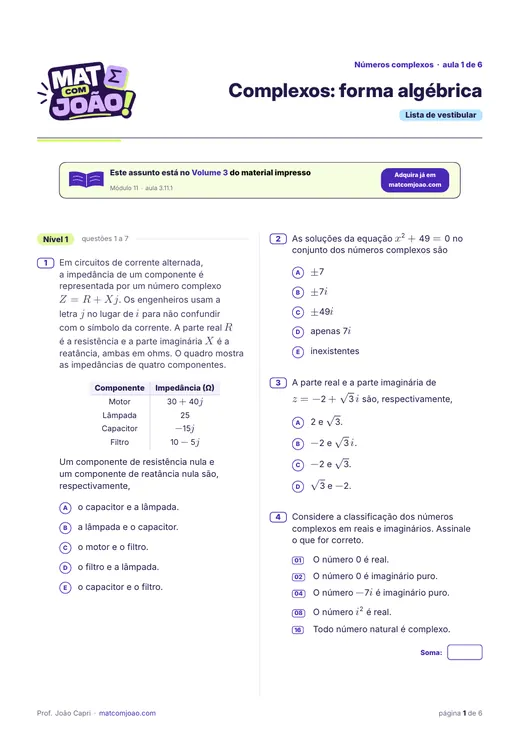 MAT Σ
COM
JOÃO!
Números complexos · aula 1 de 6
Complexos: forma algébrica
Lista de vestibular
Este assunto está no Volume 3 do material impresso
Módulo 11 · aula 3.11.1
Adquira já em
matcomjoao.com
Nível 1 questões 1 a 7
1 Em circuitos de corrente alternada,
a impedância de um componente é
representada por um número complexo
Z = R + Xj. Os engenheiros usam a
letra j no lugar de i para não confundir
com o símbolo da corrente. A parte real R
é a resistência e a parte imaginária X é a
reatância, ambas em ohms. O quadro mostra
as impedâncias de quatro componentes.
Componente Impedância (Ω)
Motor 30 + 40j
Lâmpada 25
Capacitor −15j
Filtro 10 − 5j
Um componente de resistência nula e
um componente de reatância nula são,
respectivamente,
A o capacitor e a lâmpada.
B a lâmpada e o capacitor.
C o motor e o filtro.
D o filtro e a lâmpada.
E o capacitor e o filtro.
2 As soluções da equação x² + 49 = 0 no
conjunto dos números complexos são
A ±7
B ±7i
C ±49i
D apenas 7i
E inexistentes
3 A parte real e a parte imaginária de
z = −2 + √3 i são, respectivamente,
A 2 e √3.
B −2 e √3 i.
C −2 e √3.
D √3 e −2.
4 Considere a classificação dos números
complexos em reais e imaginários. Assinale
o que for correto.
01 O número 0 é real.
02 O número 0 é imaginário puro.
04 O número −7i é imaginário puro.
08 O número i² é real.
16 Todo número natural é complexo.
Soma:
Prof. João Capri · matcomjoao.com
página 1 de 6